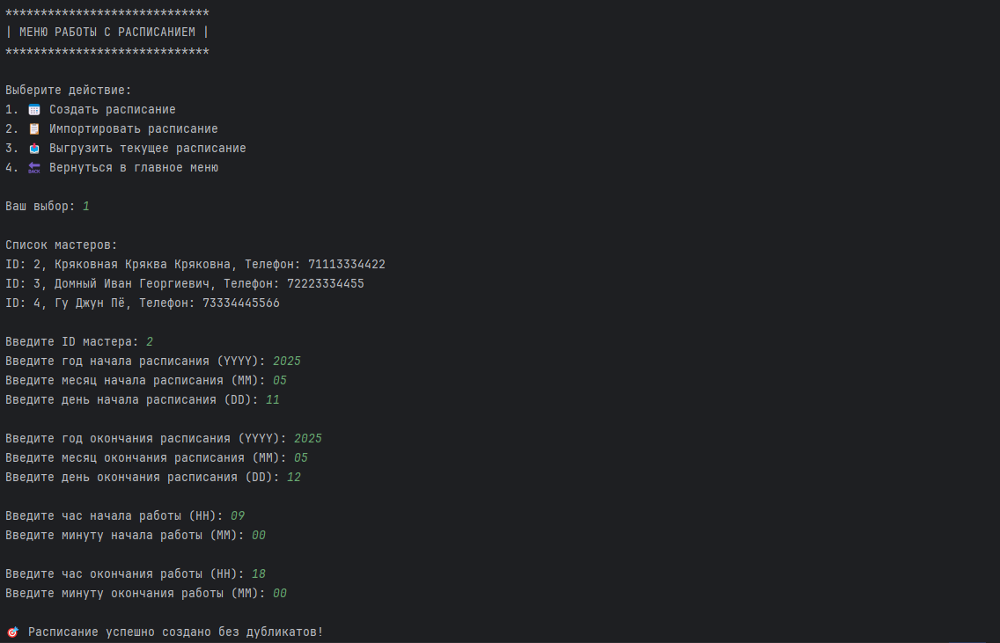 *****************************
| МЕНЮ РАБОТЫ С РАСПИСАНИЕМ |
*****************************
Выберите действие:
1. 📅 Создать расписание
2. 📋 Импортировать расписание
3. 📤 Выгрузить текущее расписание
4. 🔙 Вернуться в главное меню
Ваш выбор: 1
Список мастеров:
ID: 2, Кряковная Кряква Кряковна, Телефон: 71113334422
ID: 3, Домный Иван Георгиевич, Телефон: 72223334455
ID: 4, Гу Джун Пё, Телефон: 73334445566
Введите ID мастера: 2
Введите год начала расписания (YYYY): 2025
Введите месяц начала расписания (MM): 05
Введите день начала расписания (DD): 11
Введите год окончания расписания (YYYY): 2025
Введите месяц окончания расписания (MM): 05
Введите день окончания расписания (DD): 12
Введите час начала работы (HH): 09
Введите минуту начала работы (MM): 00
Введите час окончания работы (HH): 18
Введите минуту окончания работы (MM): 00
🎯 Расписание успешно создано без дубликатов!